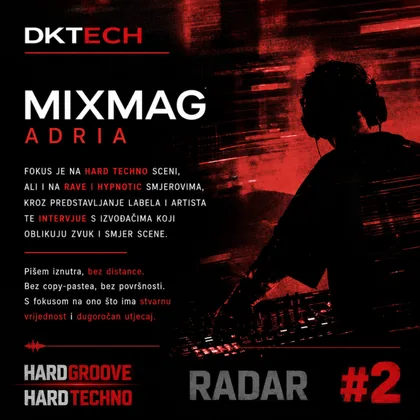 DKTECH
MIXMAG
ADRIA
FOKUS JE NA HARD TECHNO SCENI,
ALI I NA RAVE I HYPNOTIC SMJEROVIMA,
KROZ PREDSTAVLJANJE LABELA I ARTISTA
TE INTERVJUE S IZVOĐAČIMA KOJI
OBLIKUJU ZVUK I SMJER SCENE.
Pišem iznutra, bez distance.
Bez copy-pastea, bez površnosti.
S fokusom na ono što ima stvarnu
vrijednost i dugoročan utjecaj.
HARDGROOVE
HARDTECHNO
RADAR #2